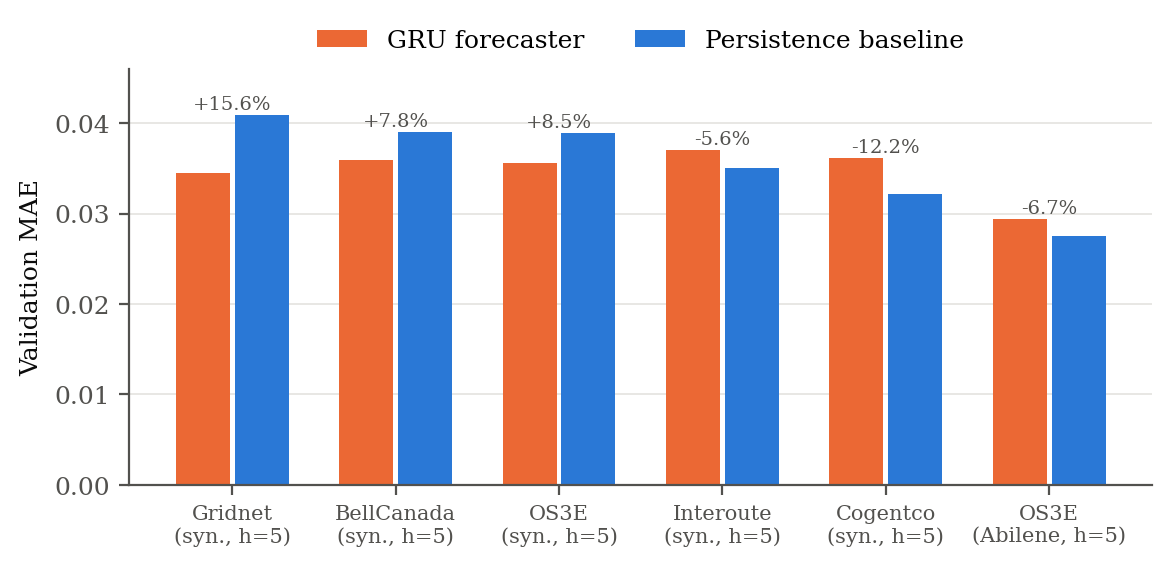 GRU forecaster
Persistence baseline
Validation MAE
0.04
0.03
0.02
0.01
0.00
+15.6%
+7.8%
+8.5%
-5.6%
-12.2%
-6.7%
Gridnet
(syn., h=5)
BellCanada
(syn., h=5)
OS3E
(syn., h=5)
Interoute
(syn., h=5)
Cogentco
(syn., h=5)
OS3E
(Abilene, h=5)